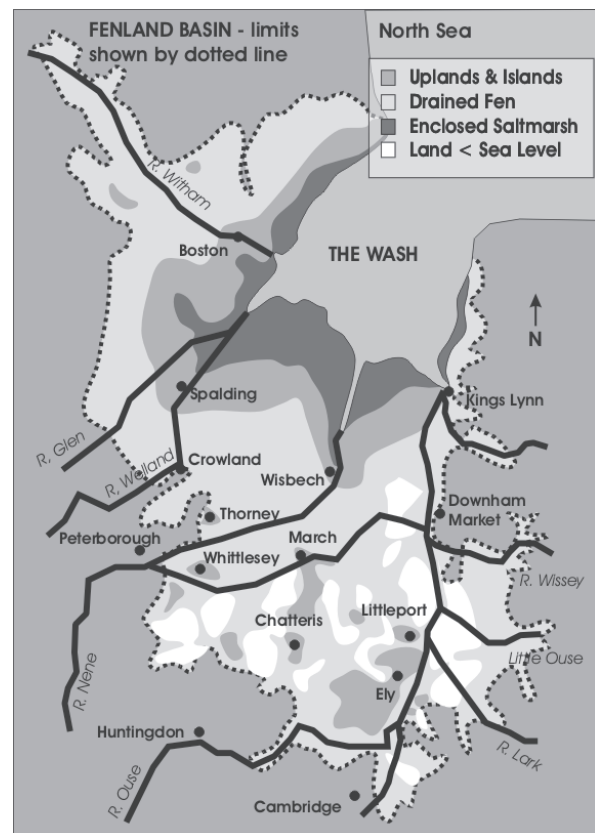 FENLAND BASIN - limits
shown by dotted line
North Sea
Uplands & Islands
Drained Fen
Enclosed Saltmarsh
Land < Sea Level
R. Witham
Boston
THE WASH
N
Spalding
Kings Lynn
R, Glen
R, Welland
Crowland
Wisbech
Thorney
Downham
Market
Peterborough
March
Whittlesey
R. Wissey
Chatteris
Littleport
Little Ouse
Ely
R. Nene
Huntingdon
R. Lark
R. Ouse
Cambridge